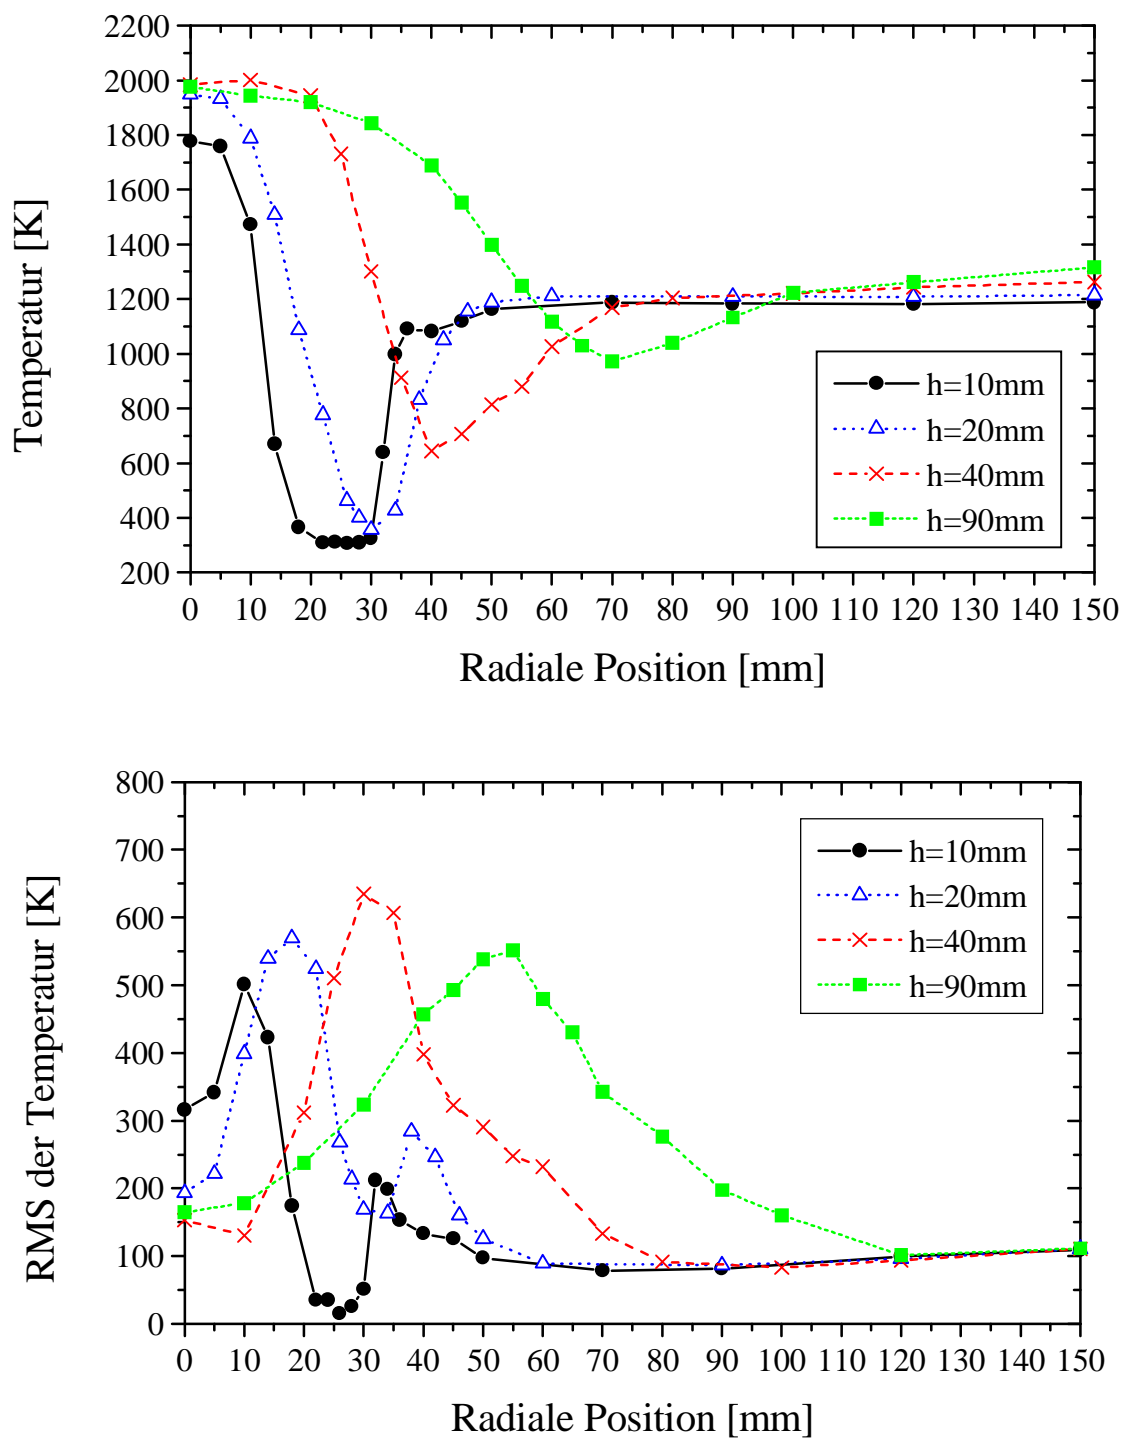 2200
2000
1800
1600
1400
1200
1000
800
600
400
200
Temperatur [K]
h=10mm
h=20mm
h=40mm
h=90mm
0 10 20 30 40 50 60 70 80 90 100 110 120 130 140 150
Radiale Position [mm]
800
700
600
500
400
300
200
100
0
RMS der Temperatur [K]
h=10mm
h=20mm
h=40mm
h=90mm
0 10 20 30 40 50 60 70 80 90 100 110 120 130 140 150
Radiale Position [mm]